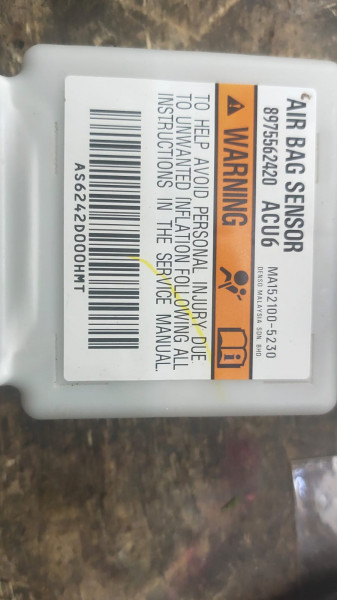 AIR BAG SENSOR
8975562420 ACU6
MA152100-5230
DENSO MALAYSIA SDN. BHD
WARNING
TO HELP AVOID PERSONAL INJURY DUE
TO UNWANTED INFLATION FOLLOWING ALL
INSTRUCTIONS IN THE SERVICE MANUAL.
AS6242D000HMT